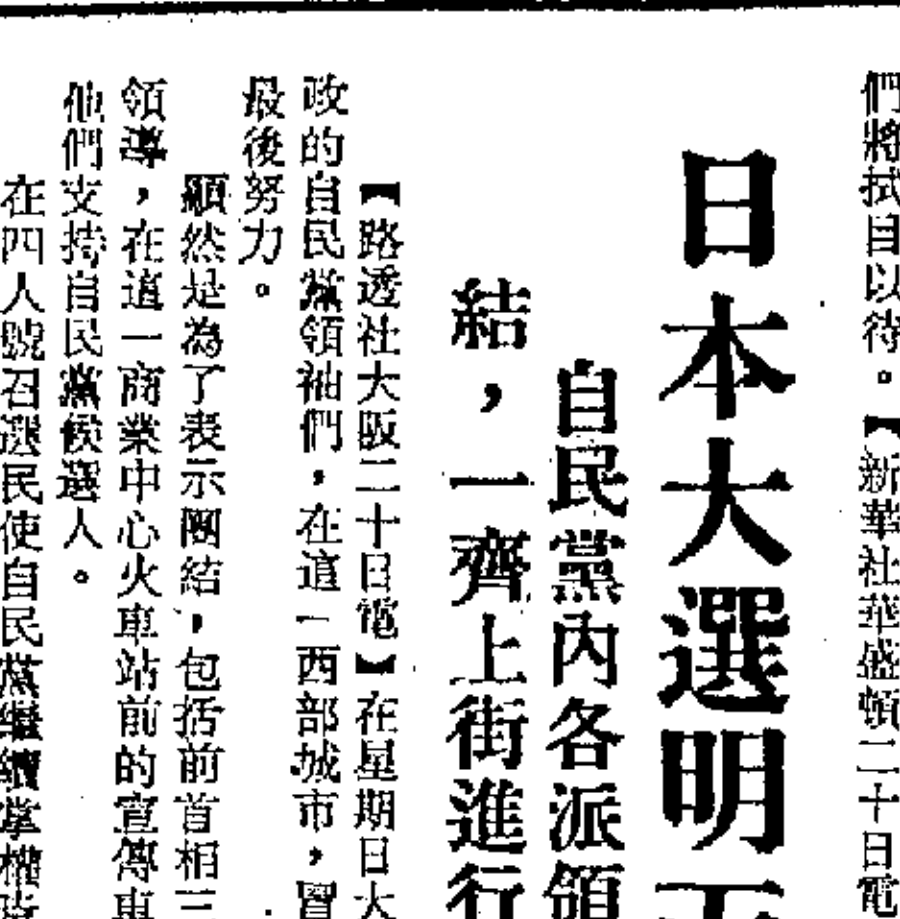 們將拭目以待。【新華社華盛頓二十日電
日本大選明
自民黨內各派領
結，一齊上街進行
【路透社大阪二十日電】在星期日大
政的自民黨領袖們，在這一西部城市，冒
最後努力。
顯然是為了表示團結，包括前首相三
領導，在這一商業中心火車站前的宣傳車
他們支持自民黨候選人。
在四人號召選民使自民黨繼續掌權